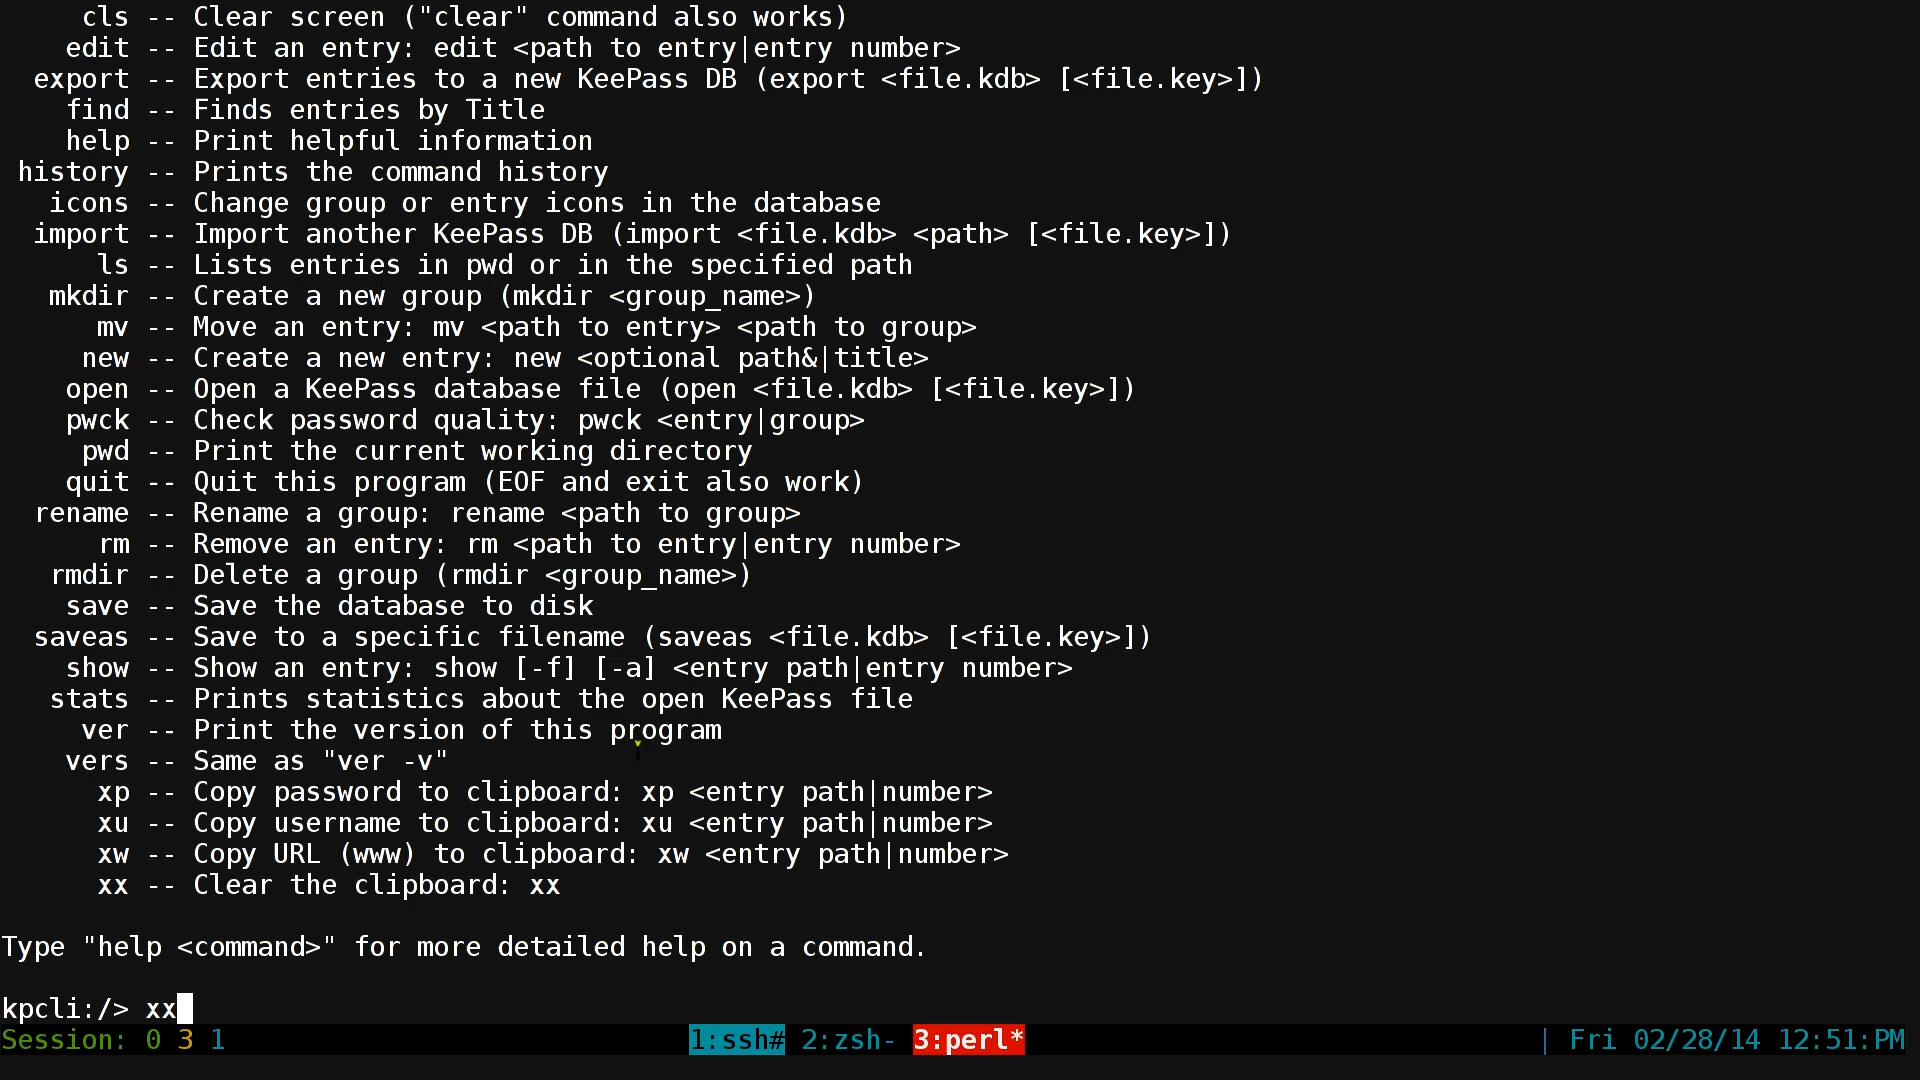 cls -- Clear screen ("clear" command also works)
edit -- Edit an entry: edit <path to entry|entry number>
export -- Export entries to a new KeePass DB (export <file.kdb> [<file.key>])
find -- Finds entries by Title
help -- Print helpful information
history -- Prints the command history
icons -- Change group or entry icons in the database
import -- Import another KeePass DB (import <file.kdb> <path> [<file.key>])
ls -- Lists entries in pwd or in the specified path
mkdir -- Create a new group (mkdir <group_name>)
mv -- Move an entry: mv <path to entry> <path to group>
new -- Create a new entry: new <optional path&|title>
open -- Open a KeePass database file (open <file.kdb> [<file.key>])
pwck -- Check password quality: pwck <entry|group>
pwd -- Print the current working directory
quit -- Quit this program (EOF and exit also work)
rename -- Rename a group: rename <path to group>
rm -- Remove an entry: rm <path to entry|entry number>
rmdir -- Delete a group (rmdir <group_name>)
save -- Save the database to disk
saveas -- Save to a specific filename (saveas <file.kdb> [<file.key>])
show -- Show an entry: show [-f] [-a] <entry path|entry number>
stats -- Prints statistics about the open KeePass file
ver -- Print the version of this program
vers -- Same as "ver -v"
xp -- Copy password to clipboard: xp <entry path|number>
xu -- Copy username to clipboard: xu <entry path|number>
xw -- Copy URL (www) to clipboard: xw <entry path|number>
xx -- Clear the clipboard: xx
Type "help <command>" for more detailed help on a command.
kpcli:/> xx
Session: 0 3 1 1:ssh# 2:zsh- 3:perl* | Fri 02/28/14 12:51:PM